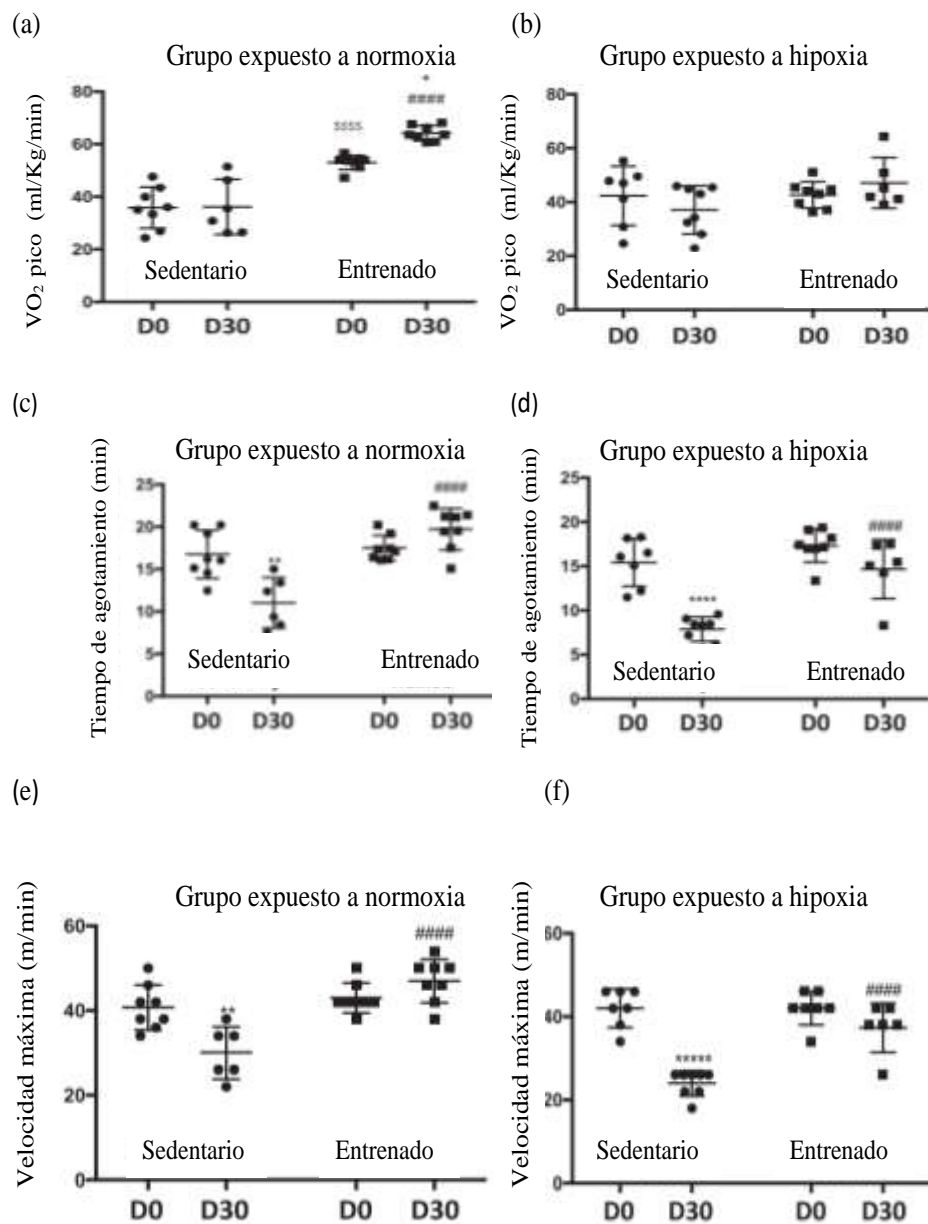 (a)
Grupo expuesto a normoxia
VO₂ pico (ml/Kg/min)
80
60
40
20
0
$$$$
*
####
Sedentario
Entrenado
D0 D30 D0 D30
(b)
Grupo expuesto a hipoxia
VO₂ pico (ml/Kg/min)
80
60
40
20
0
Sedentario
Entrenado
D0 D30 D0 D30
(c)
Grupo expuesto a normoxia
Tiempo de agotamiento (min)
25
20
15
10
5
0
**
####
Sedentario
Entrenado
D0 D30 D0 D30
(d)
Grupo expuesto a hipoxia
Tiempo de agotamiento (min)
25
20
15
10
5
0
****
####
Sedentario
Entrenado
D0 D30 D0 D30
(e)
Grupo expuesto a normoxia
Velocidad máxima (m/min)
60
40
20
0
**
####
Sedentario
Entrenado
D0 D30 D0 D30
(f)
Grupo expuesto a hipoxia
Velocidad máxima (m/min)
60
40
20
0
*****
####
Sedentario
Entrenado
D0 D30 D0 D30